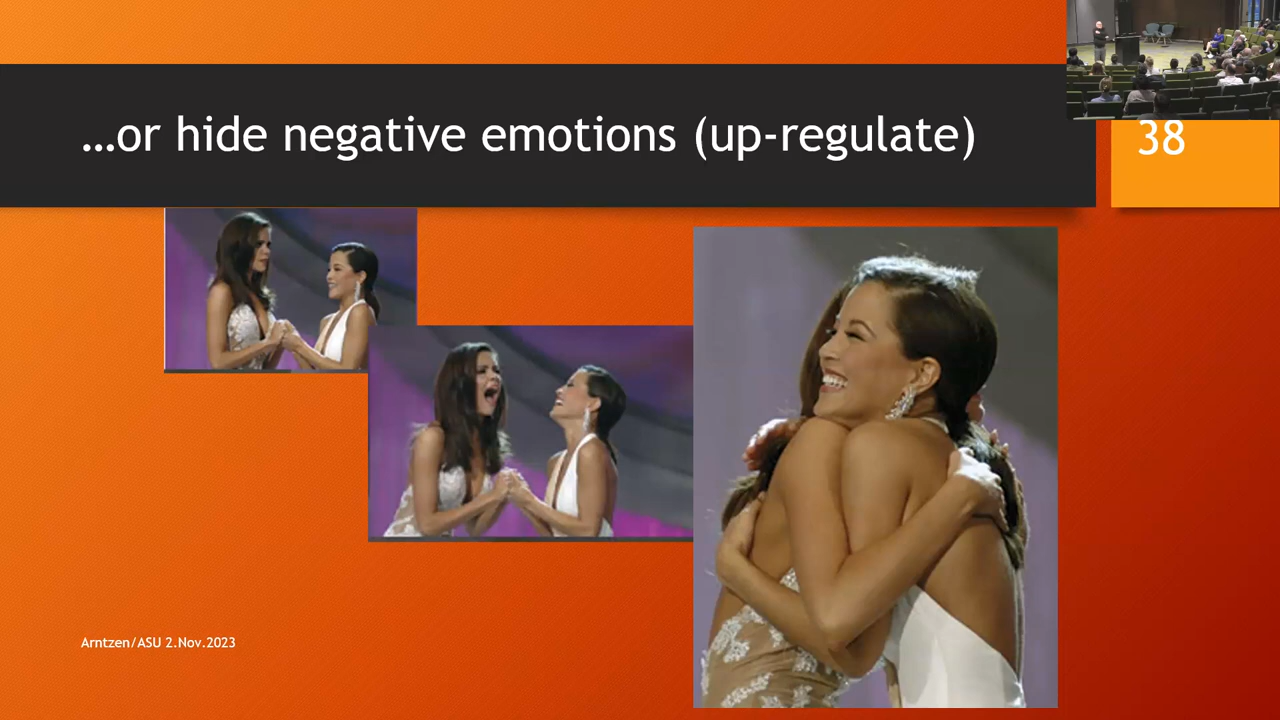 ...or hide negative emotions (up-regulate)
38
Arntzen/ASU 2.Nov.2023